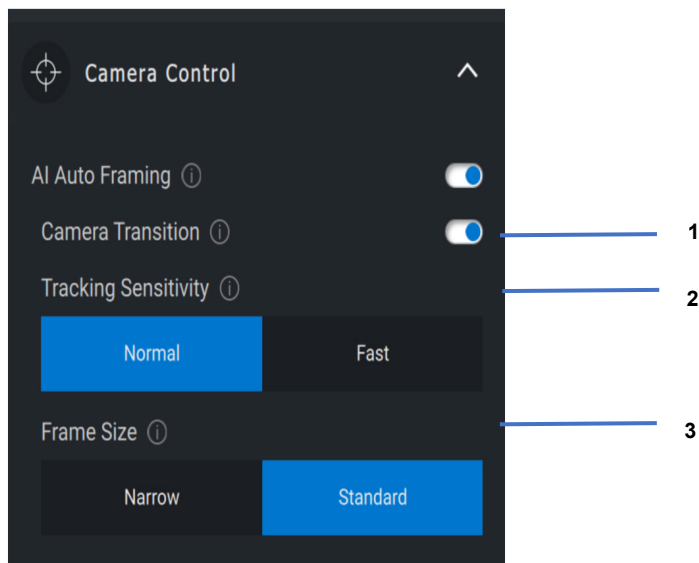 Camera Control
AI Auto Framing
Camera Transition
1
Tracking Sensitivity
2
Normal Fast
Frame Size
3
Narrow Standard